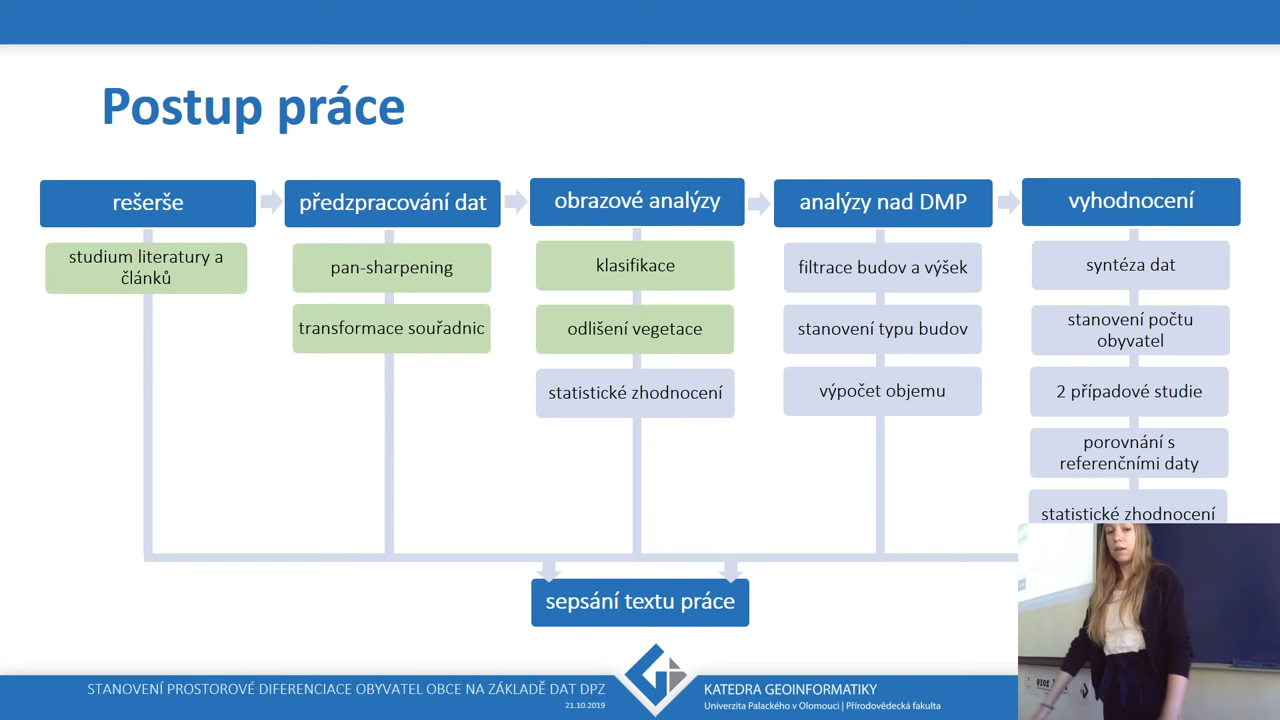 Postup práce
rešerše
předzpracování dat
obrazové analýzy
analýzy nad DMP
vyhodnocení
studium literatury a
článků
pan-sharpening
transformace souřadnic
klasifikace
odlišení vegetace
statistické zhodnocení
filtrace budov a výšek
stanovení typu budov
výpočet objemu
syntéza dat
stanovení počtu
obyvatel
2 případové studie
porovnání s
referenčními daty
statistické zhodnocení
sepsání textu práce
STANOVENÍ PROSTOROVÉ DIFERENCIACE OBYVATEL OBCE NA ZÁKLADĚ DAT DPZ
21.10.2019
KATEDRA GEOINFORMATIKY
Univerzita Palackého v Olomouci | Přírodovědecká fakulta